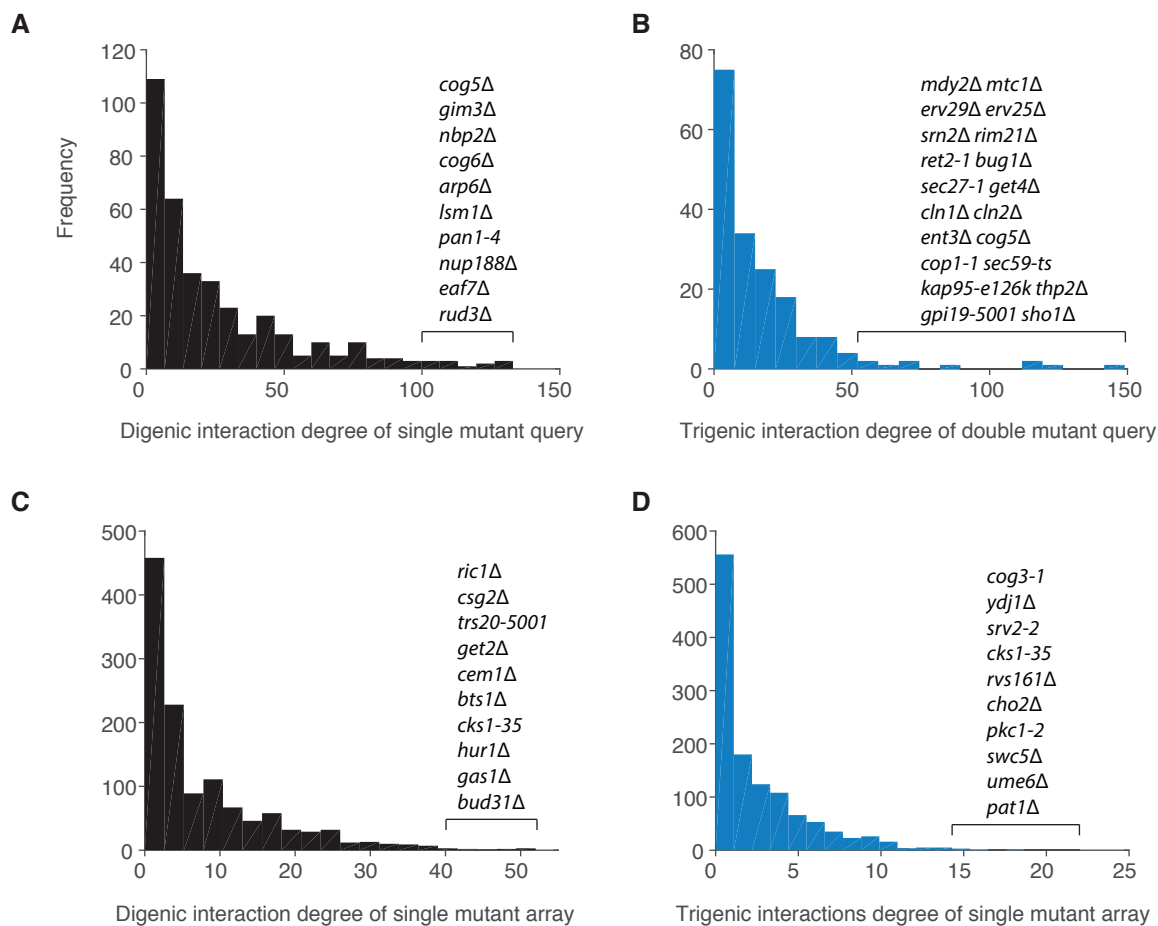 A
120
100
80
60
40
20
0
Frequency
cog5Δ
gim3Δ
nbp2Δ
cog6Δ
arp6Δ
lsm1Δ
pan1-4
nup188Δ
eaf7Δ
rud3Δ
0 50 100 150
Digenic interaction degree of single mutant query
B
80
60
40
20
0
mdy2Δ mtc1Δ
erv29Δ erv25Δ
srn2Δ rim21Δ
ret2-1 bug1Δ
sec27-1 get4Δ
cln1Δ cln2Δ
ent3Δ cog5Δ
cop1-1 sec59-ts
kap95-e126k thp2Δ
gpi19-5001 sho1Δ
0 50 100 150
Trigenic interaction degree of double mutant query
C
500
400
300
200
100
0
ric1Δ
csg2Δ
trs20-5001
get2Δ
cem1Δ
bts1Δ
cks1-35
hur1Δ
gas1Δ
bud31Δ
0 10 20 30 40 50
Digenic interaction degree of single mutant array
D
600
500
400
300
200
100
0
cog3-1
ydj1Δ
srv2-2
cks1-35
rvs161Δ
cho2Δ
pkc1-2
swc5Δ
ume6Δ
pat1Δ
0 5 10 15 20 25
Trigenic interactions degree of single mutant array